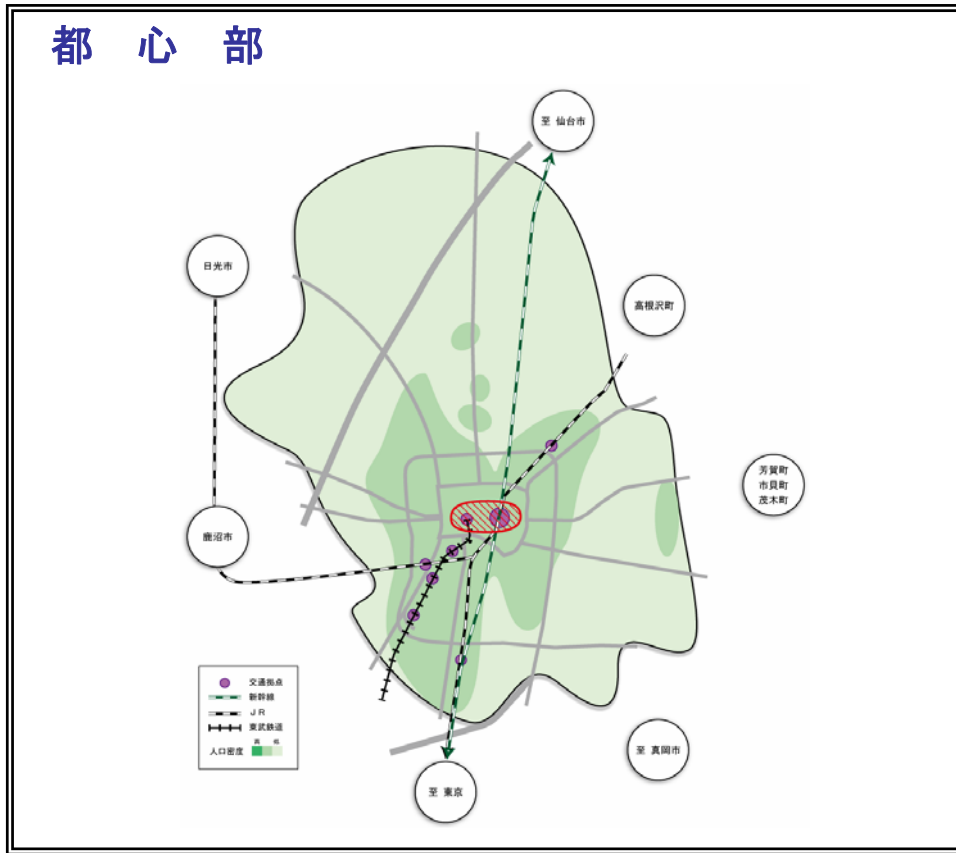 都心部
至 仙台市
日光市
高根沢町
芳賀町
市貝町
茂木町
鹿沼市
交通拠点
新幹線
JR
東武鉄道
高 低
人口密度
至 真岡市
至 東京